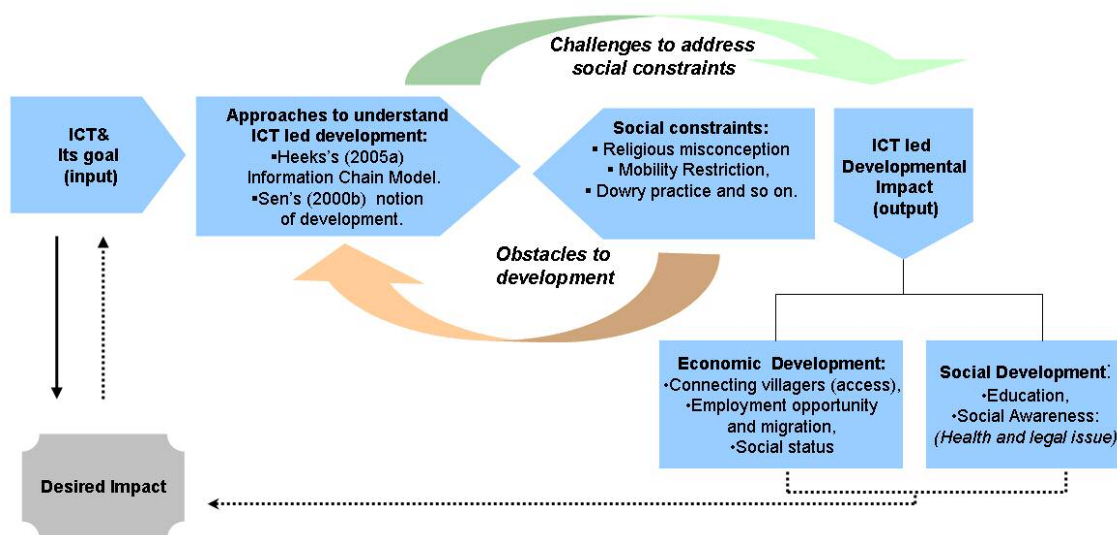 Challenges to address
social constraints
ICT&
Its goal
(input)
Approaches to understand
ICT led development:
▪Heeks's (2005a)
Information Chain Model.
▪Sen's (2000b) notion
of development.
Social constraints:
▪ Religious misconception
▪ Mobility Restriction,
▪ Dowry practice and so on.
ICT led
Developmental
Impact
(output)
Obstacles to
development
Economic Development:
•Connecting villagers (access),
•Employment opportunity
and migration,
•Social status
Social Development:
•Education,
•Social Awareness:
(Health and legal issue)
Desired Impact